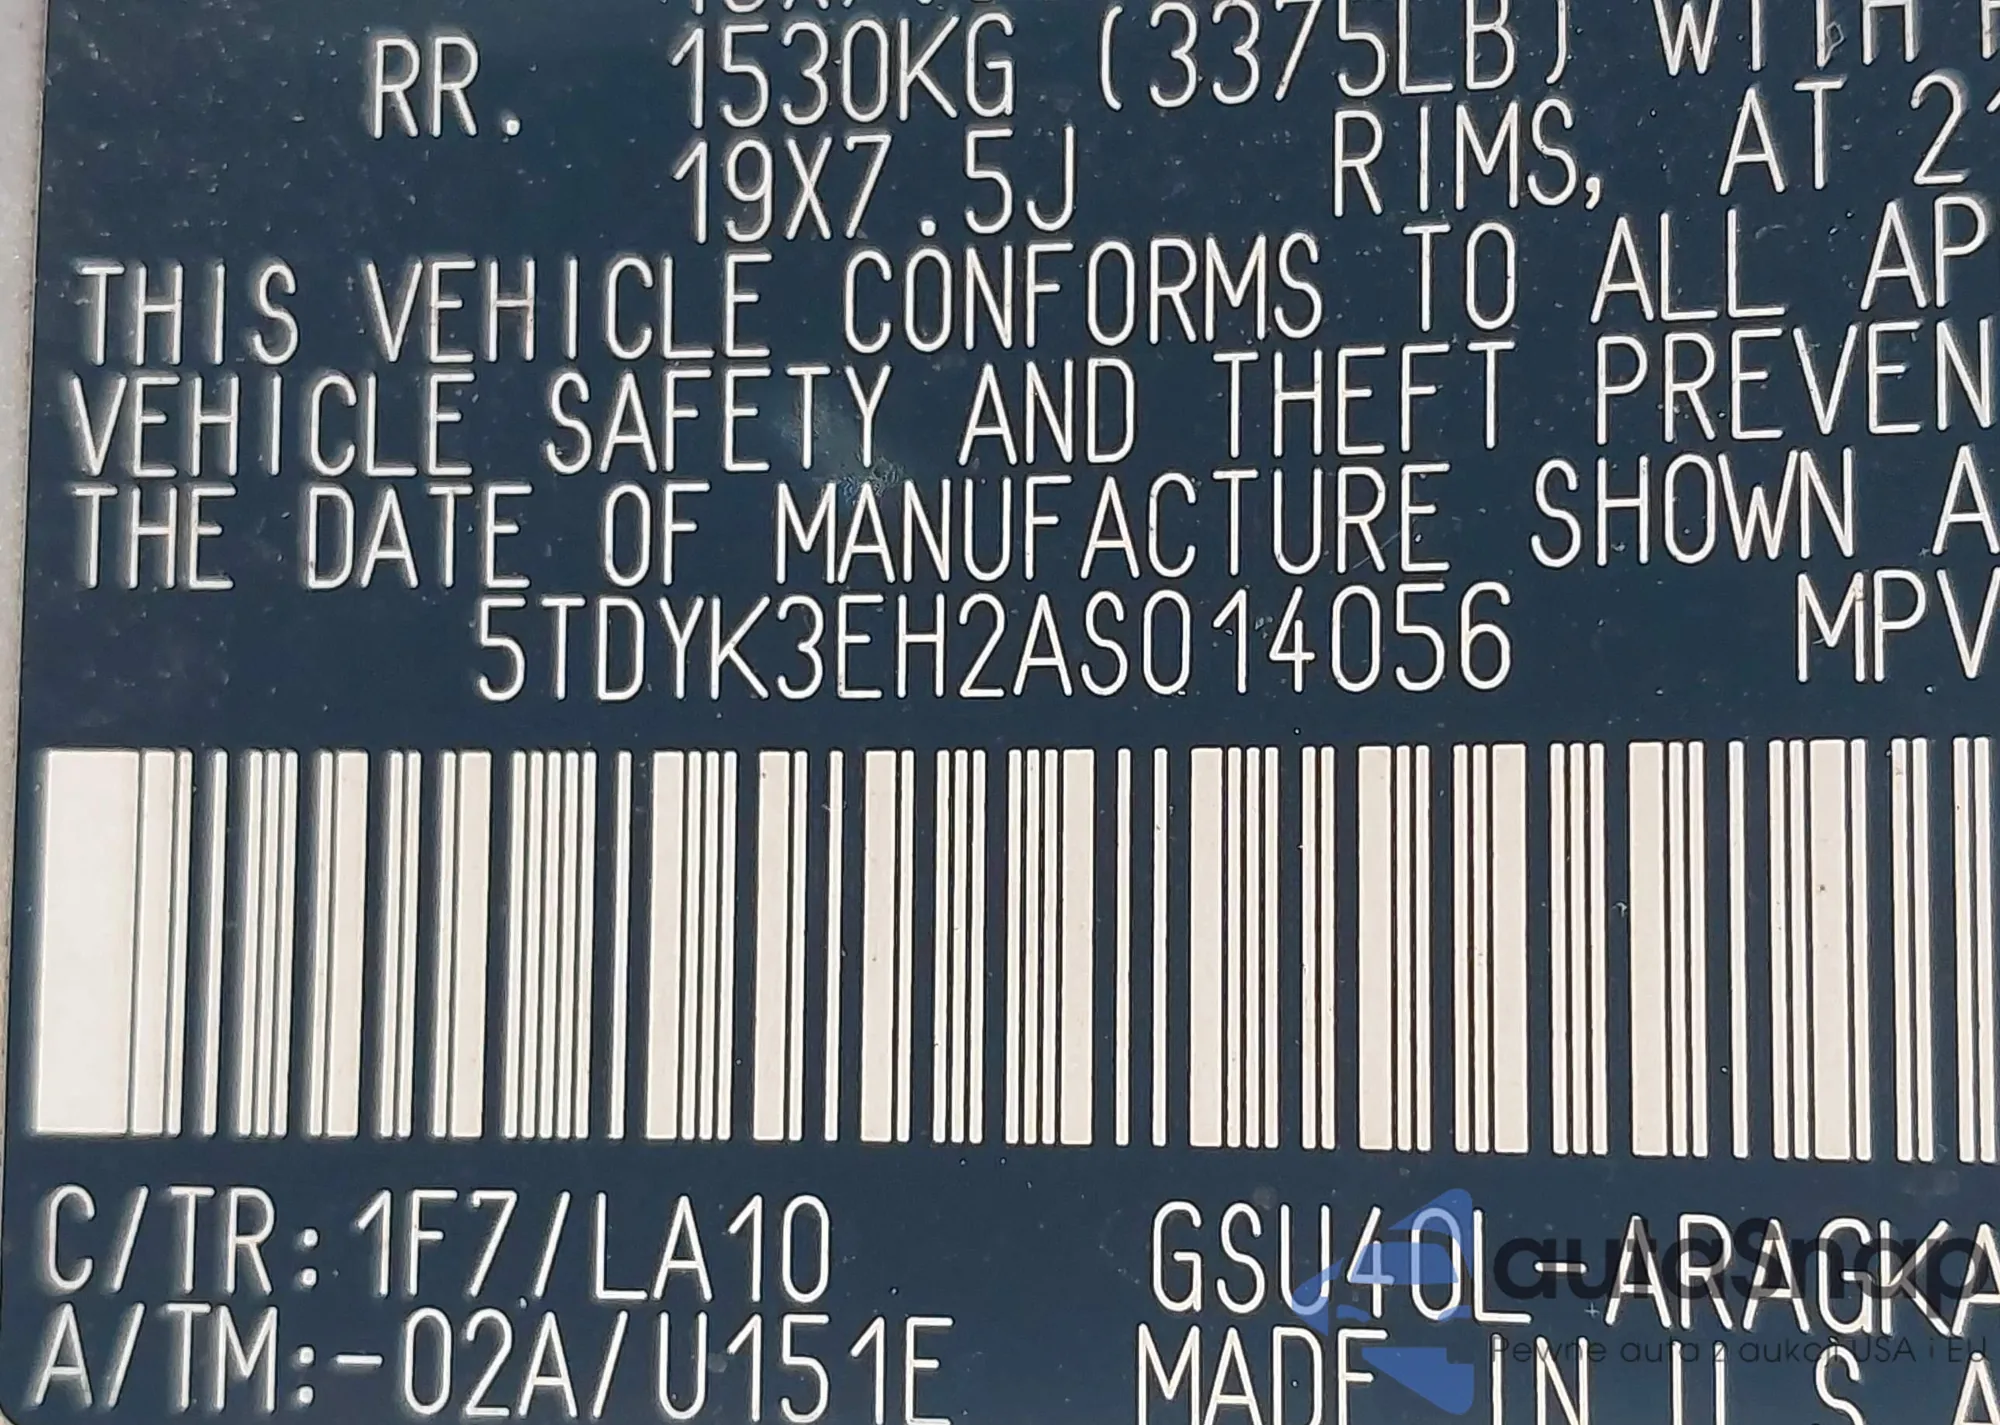 RR. 1530KG (3375LB) WITH
19X7.5J RIMS, AT 2
THIS VEHICLE CONFORMS TO ALL AP
VEHICLE SAFETY AND THEFT PREVEN
THE DATE OF MANUFACTURE SHOWN A
5TDYK3EH2AS014056 MPV
C/TR: 1F7/LA10 GSU40L-ARAGKA
A/TM:-02A/U151E MADE IN U.S.A
autaSnap
Pewne auta z aukcji USA i EU